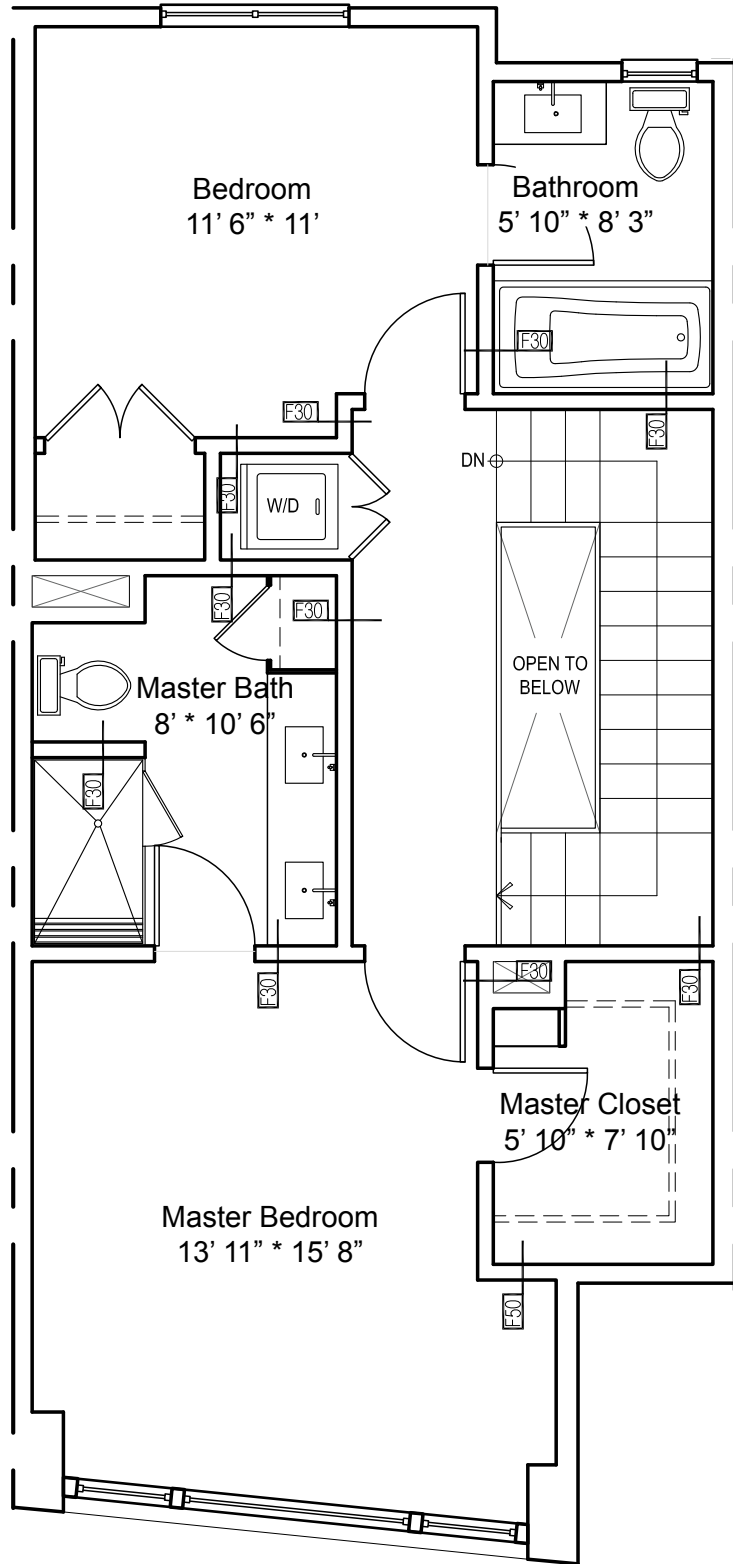 Bedroom
11’ 6” * 11’
Bathroom
5’ 10” * 8’ 3”
F30
F30
F30
F30
DN
W/D
F30
F30
OPEN TO
BELOW
Master Bath
8’ * 10’ 6”
F30
F30
F30
F30
Master Closet
5’ 10” * 7’ 10”
Master Bedroom
13’ 11” * 15’ 8”
F50